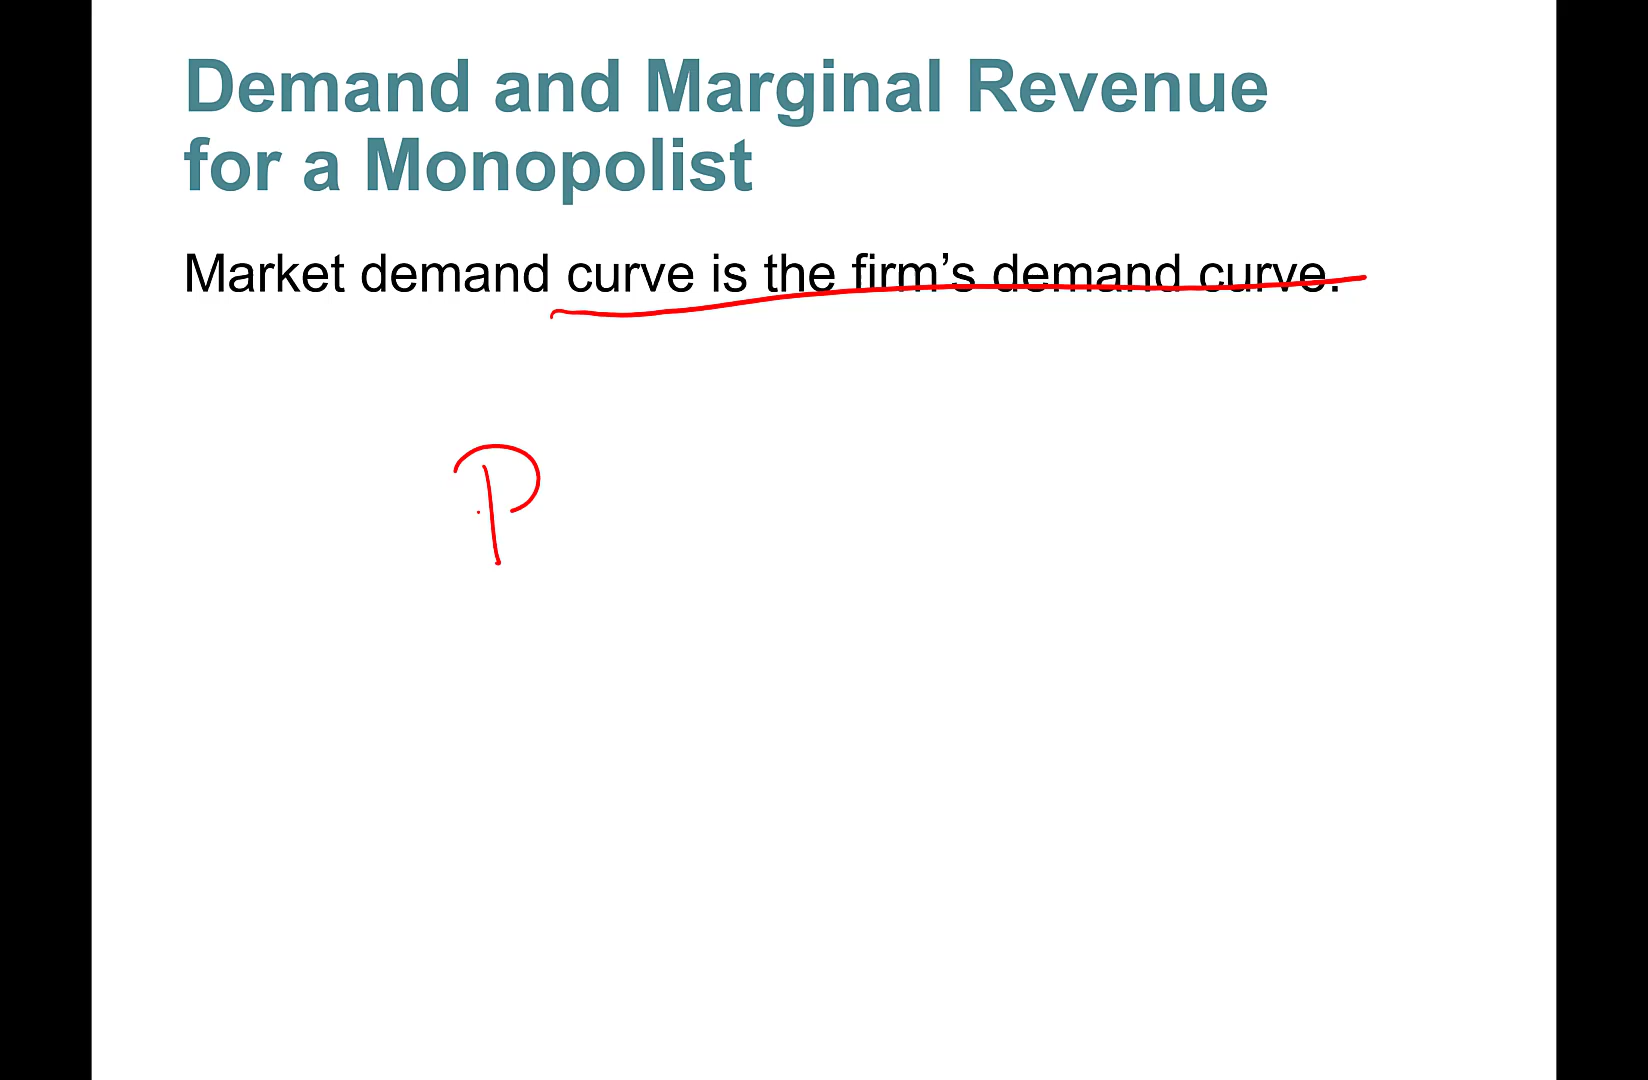 Demand and Marginal Revenue
for a Monopolist
Market demand curve is the firm’s demand curve.
P